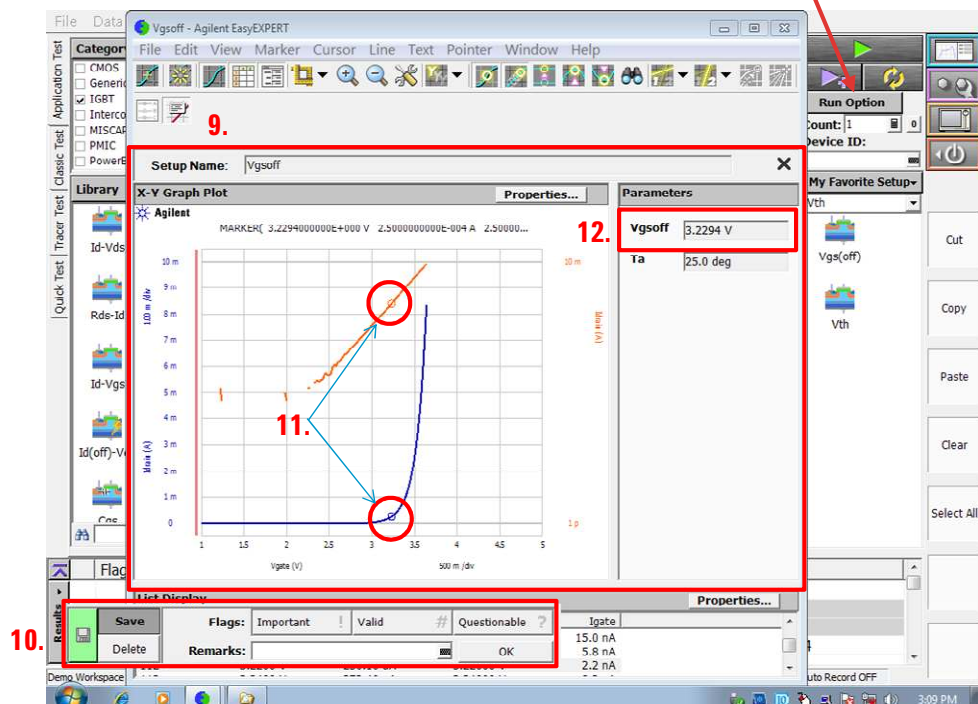 File Data
Vgsoff - Agilent EasyEXPERT
File Edit View Marker Cursor Line Text Pointer Window Help
Application Test
Classic Test
Tracer Test
Quick Test
CMOS
IGBT
PMIC
Library
Id-Vds
Rds-Id
Id-Vgs
9.
Setup Name: Vgsoff
X-Y Graph Plot
Properties...
Agilent
MARKER( 3.2294000000E+000 V 2.5000000000E-004 A 2.50000...
10 m
9 m
8 m
7 m
6 m
5 m
4 m
3 m
2 m
1 m
0
1.00 m /div
10 m
1 p
11.
1 1.5 2 2.5 3 3.5 4 4.5 5
Vgate (V)
500 m /div
Parameters
12.
Vgsoff 3.2294 V
Ta 25.0 deg
Run Option
Count: 1
0
Device ID:
My Favorite Setup
Vth
Vgs(off)
Vth
Cut
Copy
Paste
Clear
Select All
Results
List Display
Properties...
10.
Save
Delete
Flags: Important ! Valid # Questionable ?
Remarks:
OK
Igate
15.0 nA
5.8 nA
2.2 nA
Demo Workspace
uto Record OFF
3:09 PM